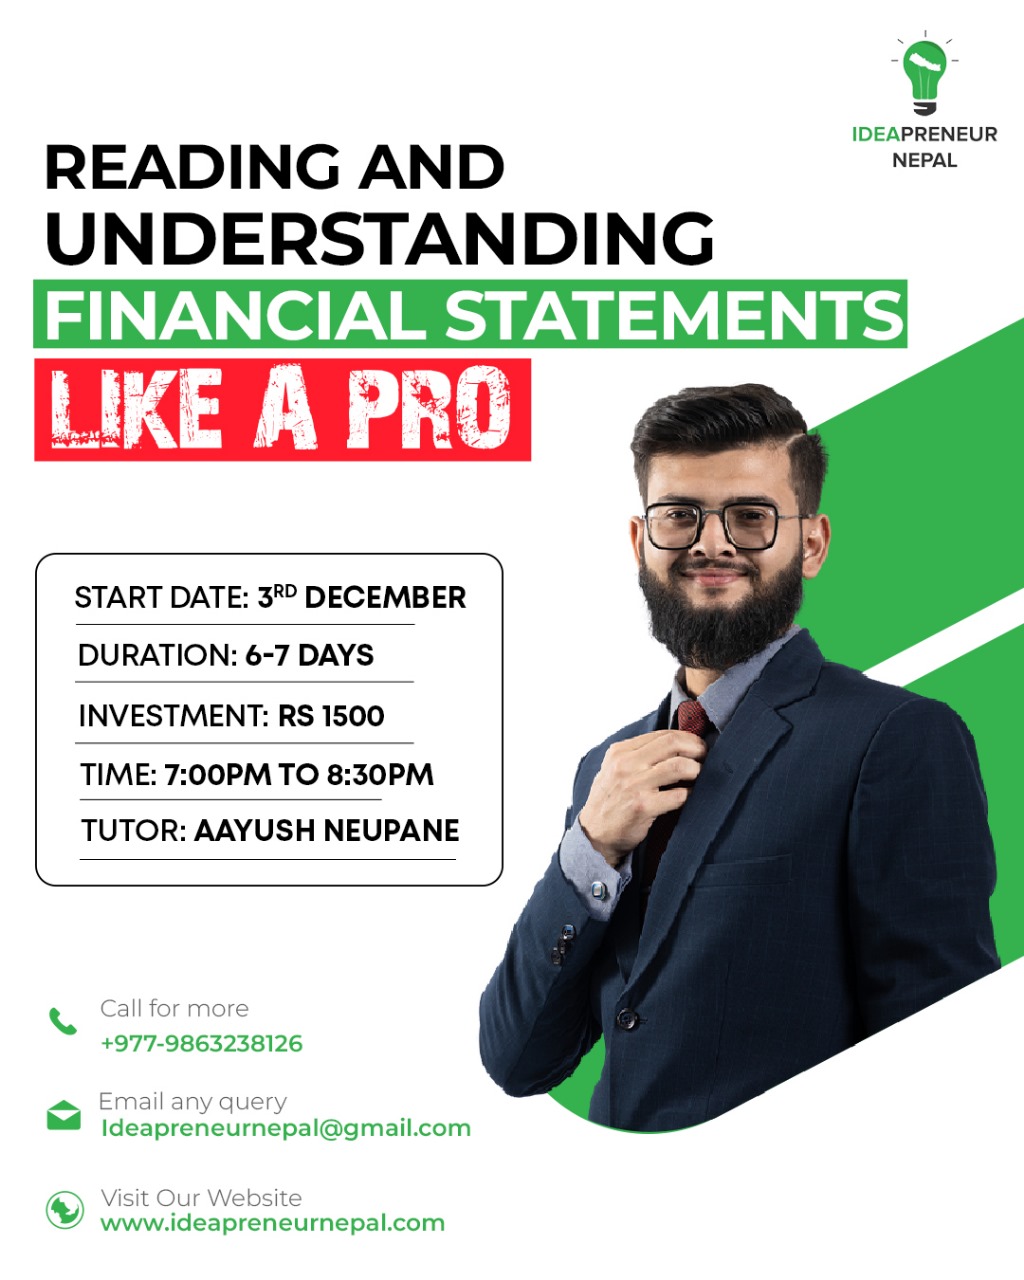 IDEAPRENEUR
NEPAL
READING AND
UNDERSTANDING
FINANCIAL STATEMENTS
LIKE A PRO
START DATE: 3RD DECEMBER
DURATION: 6-7 DAYS
INVESTMENT: RS 1500
TIME: 7:00PM TO 8:30PM
TUTOR: AAYUSH NEUPANE
Call for more
+977-9863238126
Email any query
Ideapreneurnepal@gmail.com
Visit Our Website
www.ideapreneurnepal.com